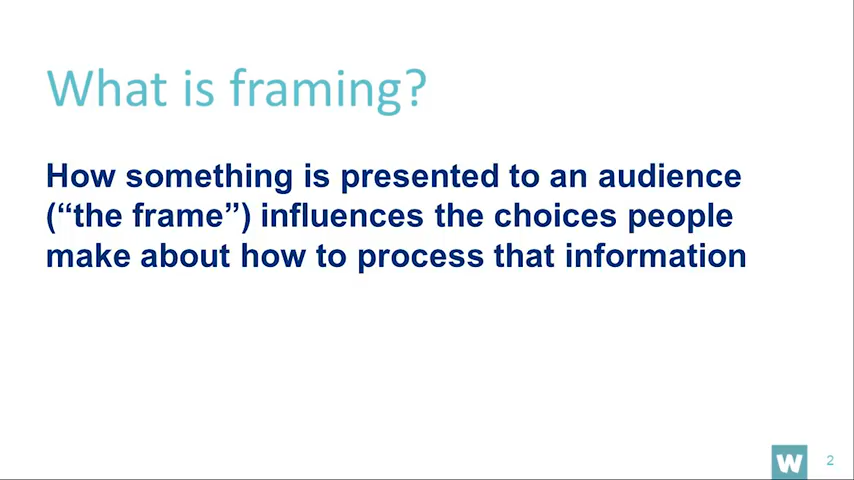 What is framing?
How something is presented to an audience
(“the frame”) influences the choices people
make about how to process that information
W
2